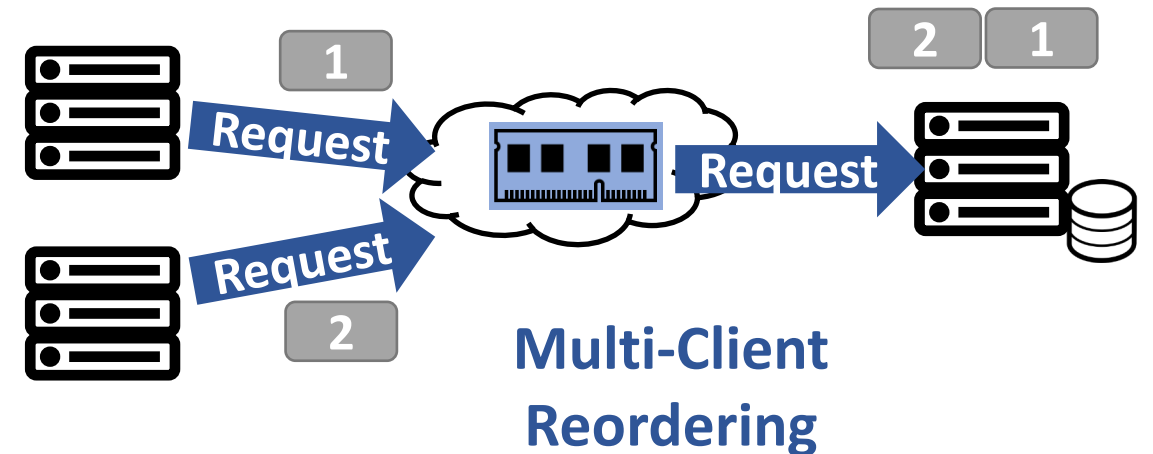 1
2 1
Request
Request
Request
2
Multi-Client
Reordering